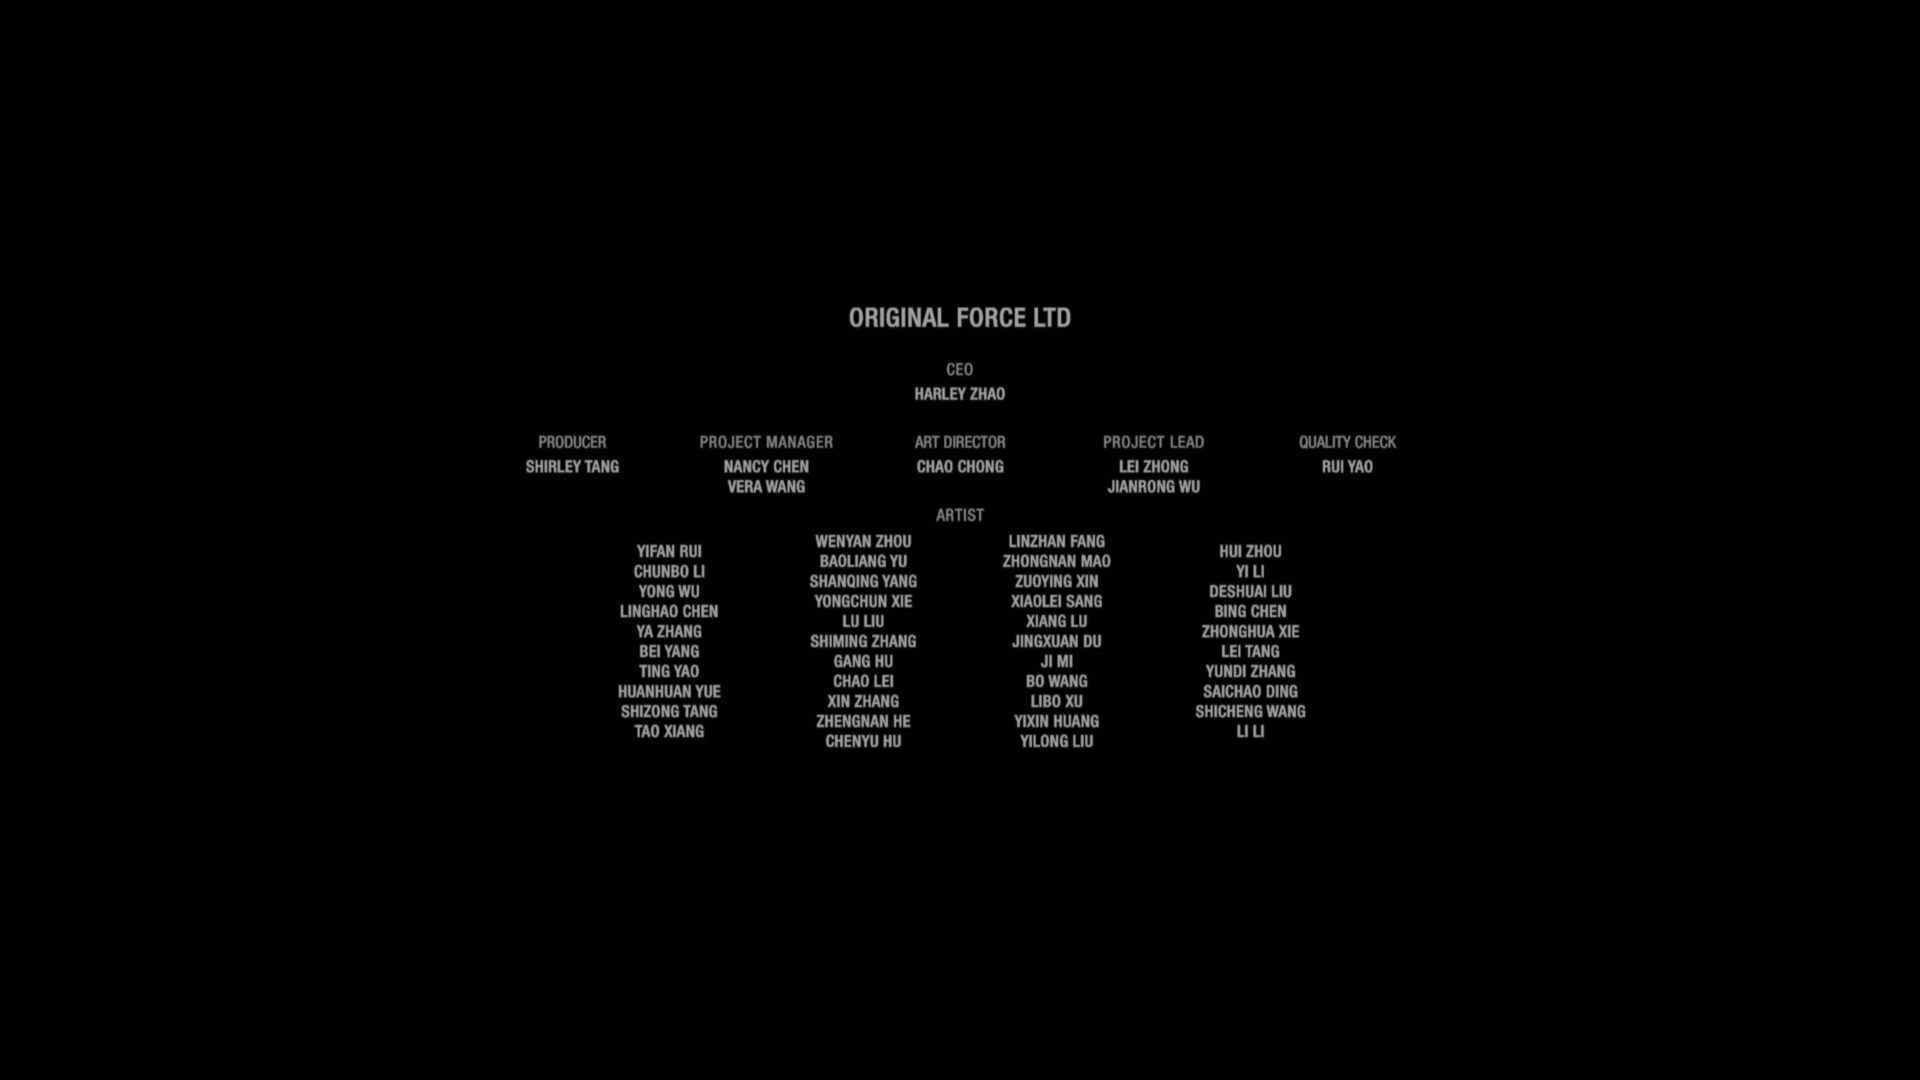 ORIGINAL FORCE LTD
CEO
HARLEY ZHAO
PRODUCER
SHIRLEY TANG
PROJECT MANAGER
NANCY CHEN
VERA WANG
ART DIRECTOR
CHAO CHONG
PROJECT LEAD
LEI ZHONG
JIANRONG WU
QUALITY CHECK
RUI YAO
ARTIST
YIFAN RUI
CHUNBO LI
YONG WU
LINGHAO CHEN
YA ZHANG
BEI YANG
TING YAO
HUANHUAN YUE
SHIZONG TANG
TAO XIANG
WENYAN ZHOU
BAOLIANG YU
SHANQING YANG
YONGCHUN XIE
LU LIU
SHIMING ZHANG
GANG HU
CHAO LEI
XIN ZHANG
ZHENGNAN HE
CHENYU HU
LINZHAN FANG
ZHONGNAN MAO
ZUOYING XIN
XIAOLEI SANG
XIANG LU
JINGXUAN DU
JI MI
BO WANG
LIBO XU
YIXIN HUANG
YILONG LIU
HUI ZHOU
YI LI
DESHUAI LIU
BING CHEN
ZHONGHUA XIE
LEI TANG
YUNDI ZHANG
SAICHAO DING
SHICHENG WANG
LI LI